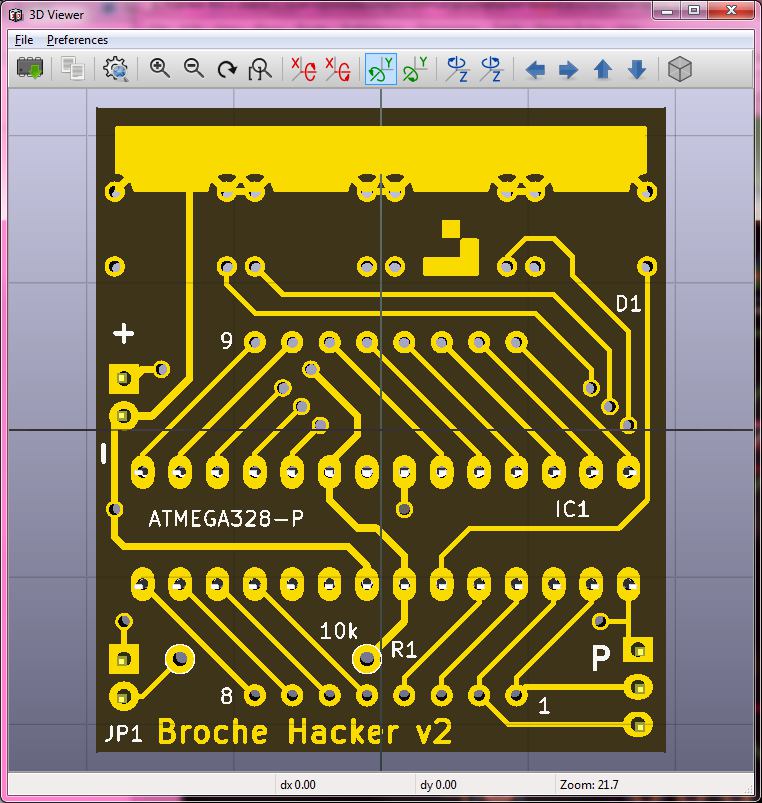 3D Viewer
File Preferences
X X Y Y Z Z
D1
+
9
-
ATMEGA328-P
IC1
10k
R1
P
8
1
JP1
Broche Hacker v2
dx 0.00 dy 0.00 Zoom: 21.7